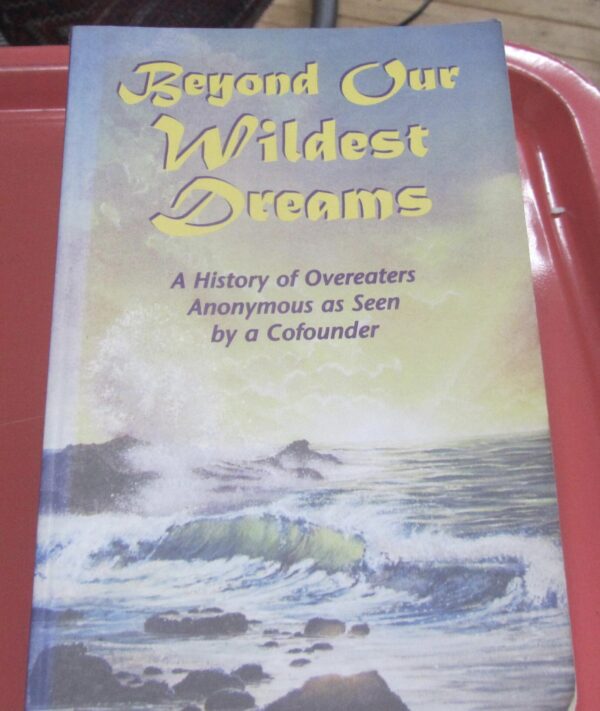 Beyond Our
Wildest
Dreams
A History of Overeaters
Anonymous as Seen
by a Cofounder